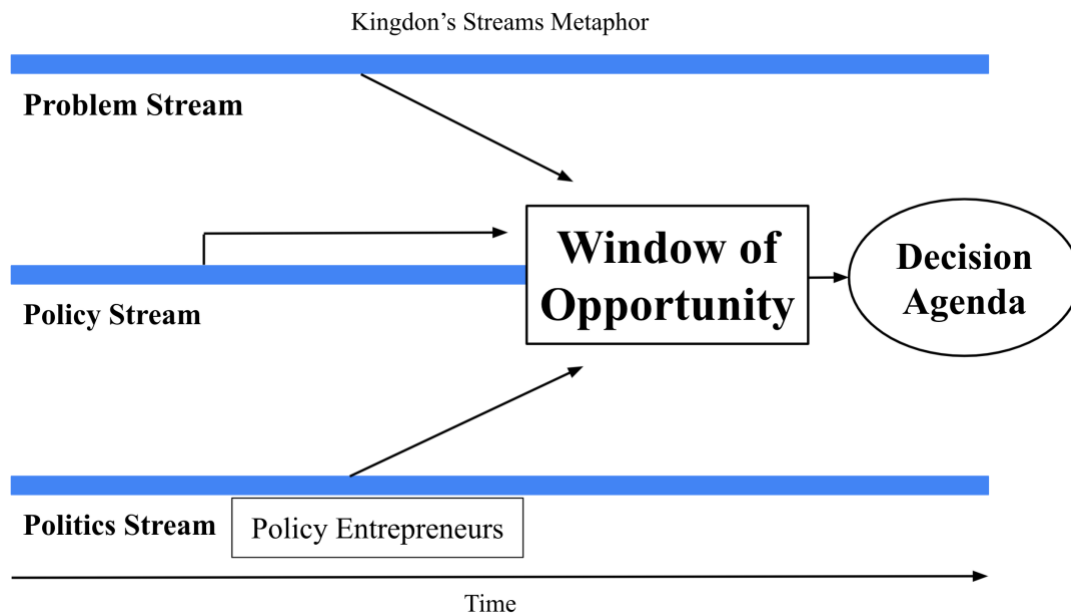 Kingdon’s Streams Metaphor
Problem Stream
Window of
Opportunity
Decision
Agenda
Policy Stream
Politics Stream
Policy Entrepreneurs
Time